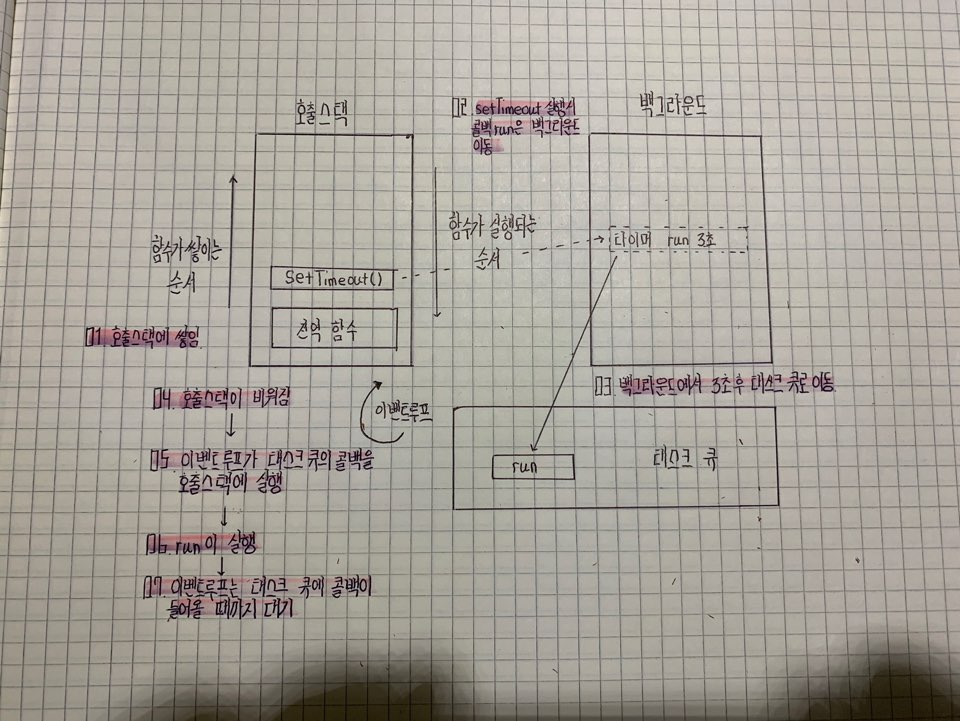 호출스택
02. setTimeout 실행시
콜백 run은 백그라운드
이동
백그라운드
함수가 쌓이는
순서
함수가 실행되는
순서
타이머 run 3초
SetTimeout()
전역 함수
01. 호출스택에 쌓임
03. 백그라운드에서 3초후 태스크 큐로 이동
04. 호출스택이 비워짐
이벤트루프
05. 이벤트루프가 태스크 큐의 콜백을
호출스택에 실행
run
태스크 큐
06. run이 실행
07. 이벤트루프는 태스크 큐에 콜백이
들어올 때까지 대기